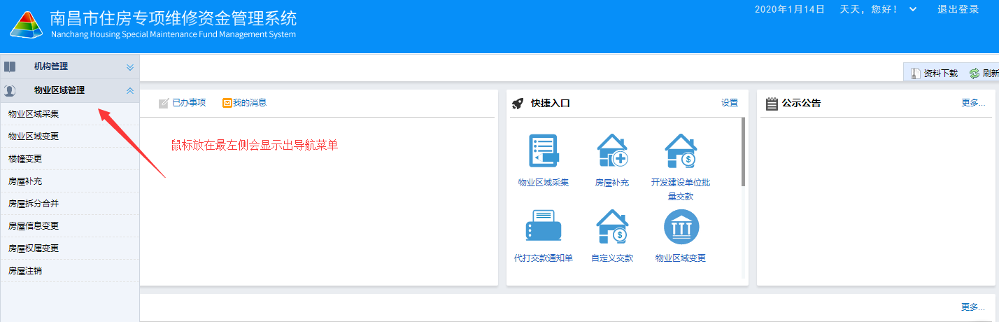 南昌市住房专项维修资金管理系统
Nanchang Housing Special Maintenance Fund Management System
2020年1月14日 天天，您好！ 退出登录
机构管理
物业区域管理
物业区域采集
物业区域变更
楼幢变更
房屋补充
房屋拆分合并
房屋信息变更
房屋权属变更
房屋注销
资料下载 刷新
已办事项 我的消息
鼠标放在最左侧会显示出导航菜单
快捷入口 设置
物业区域采集 房屋补充 开发建设单位批
量交款
代打交款通知单 自定义交款 物业区域变更
公示公告 更多...
更多...